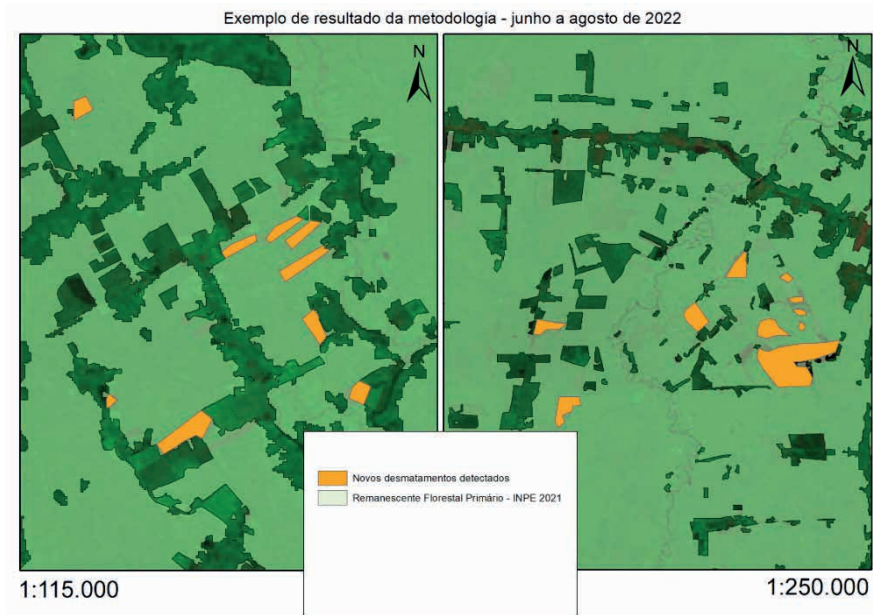 Exemplo de resultado da metodologia - junho a agosto de 2022
N
N
Novos desmatamentos detectados
Remanescente Florestal Primário - INPE 2021
1:115.000
1:250.000